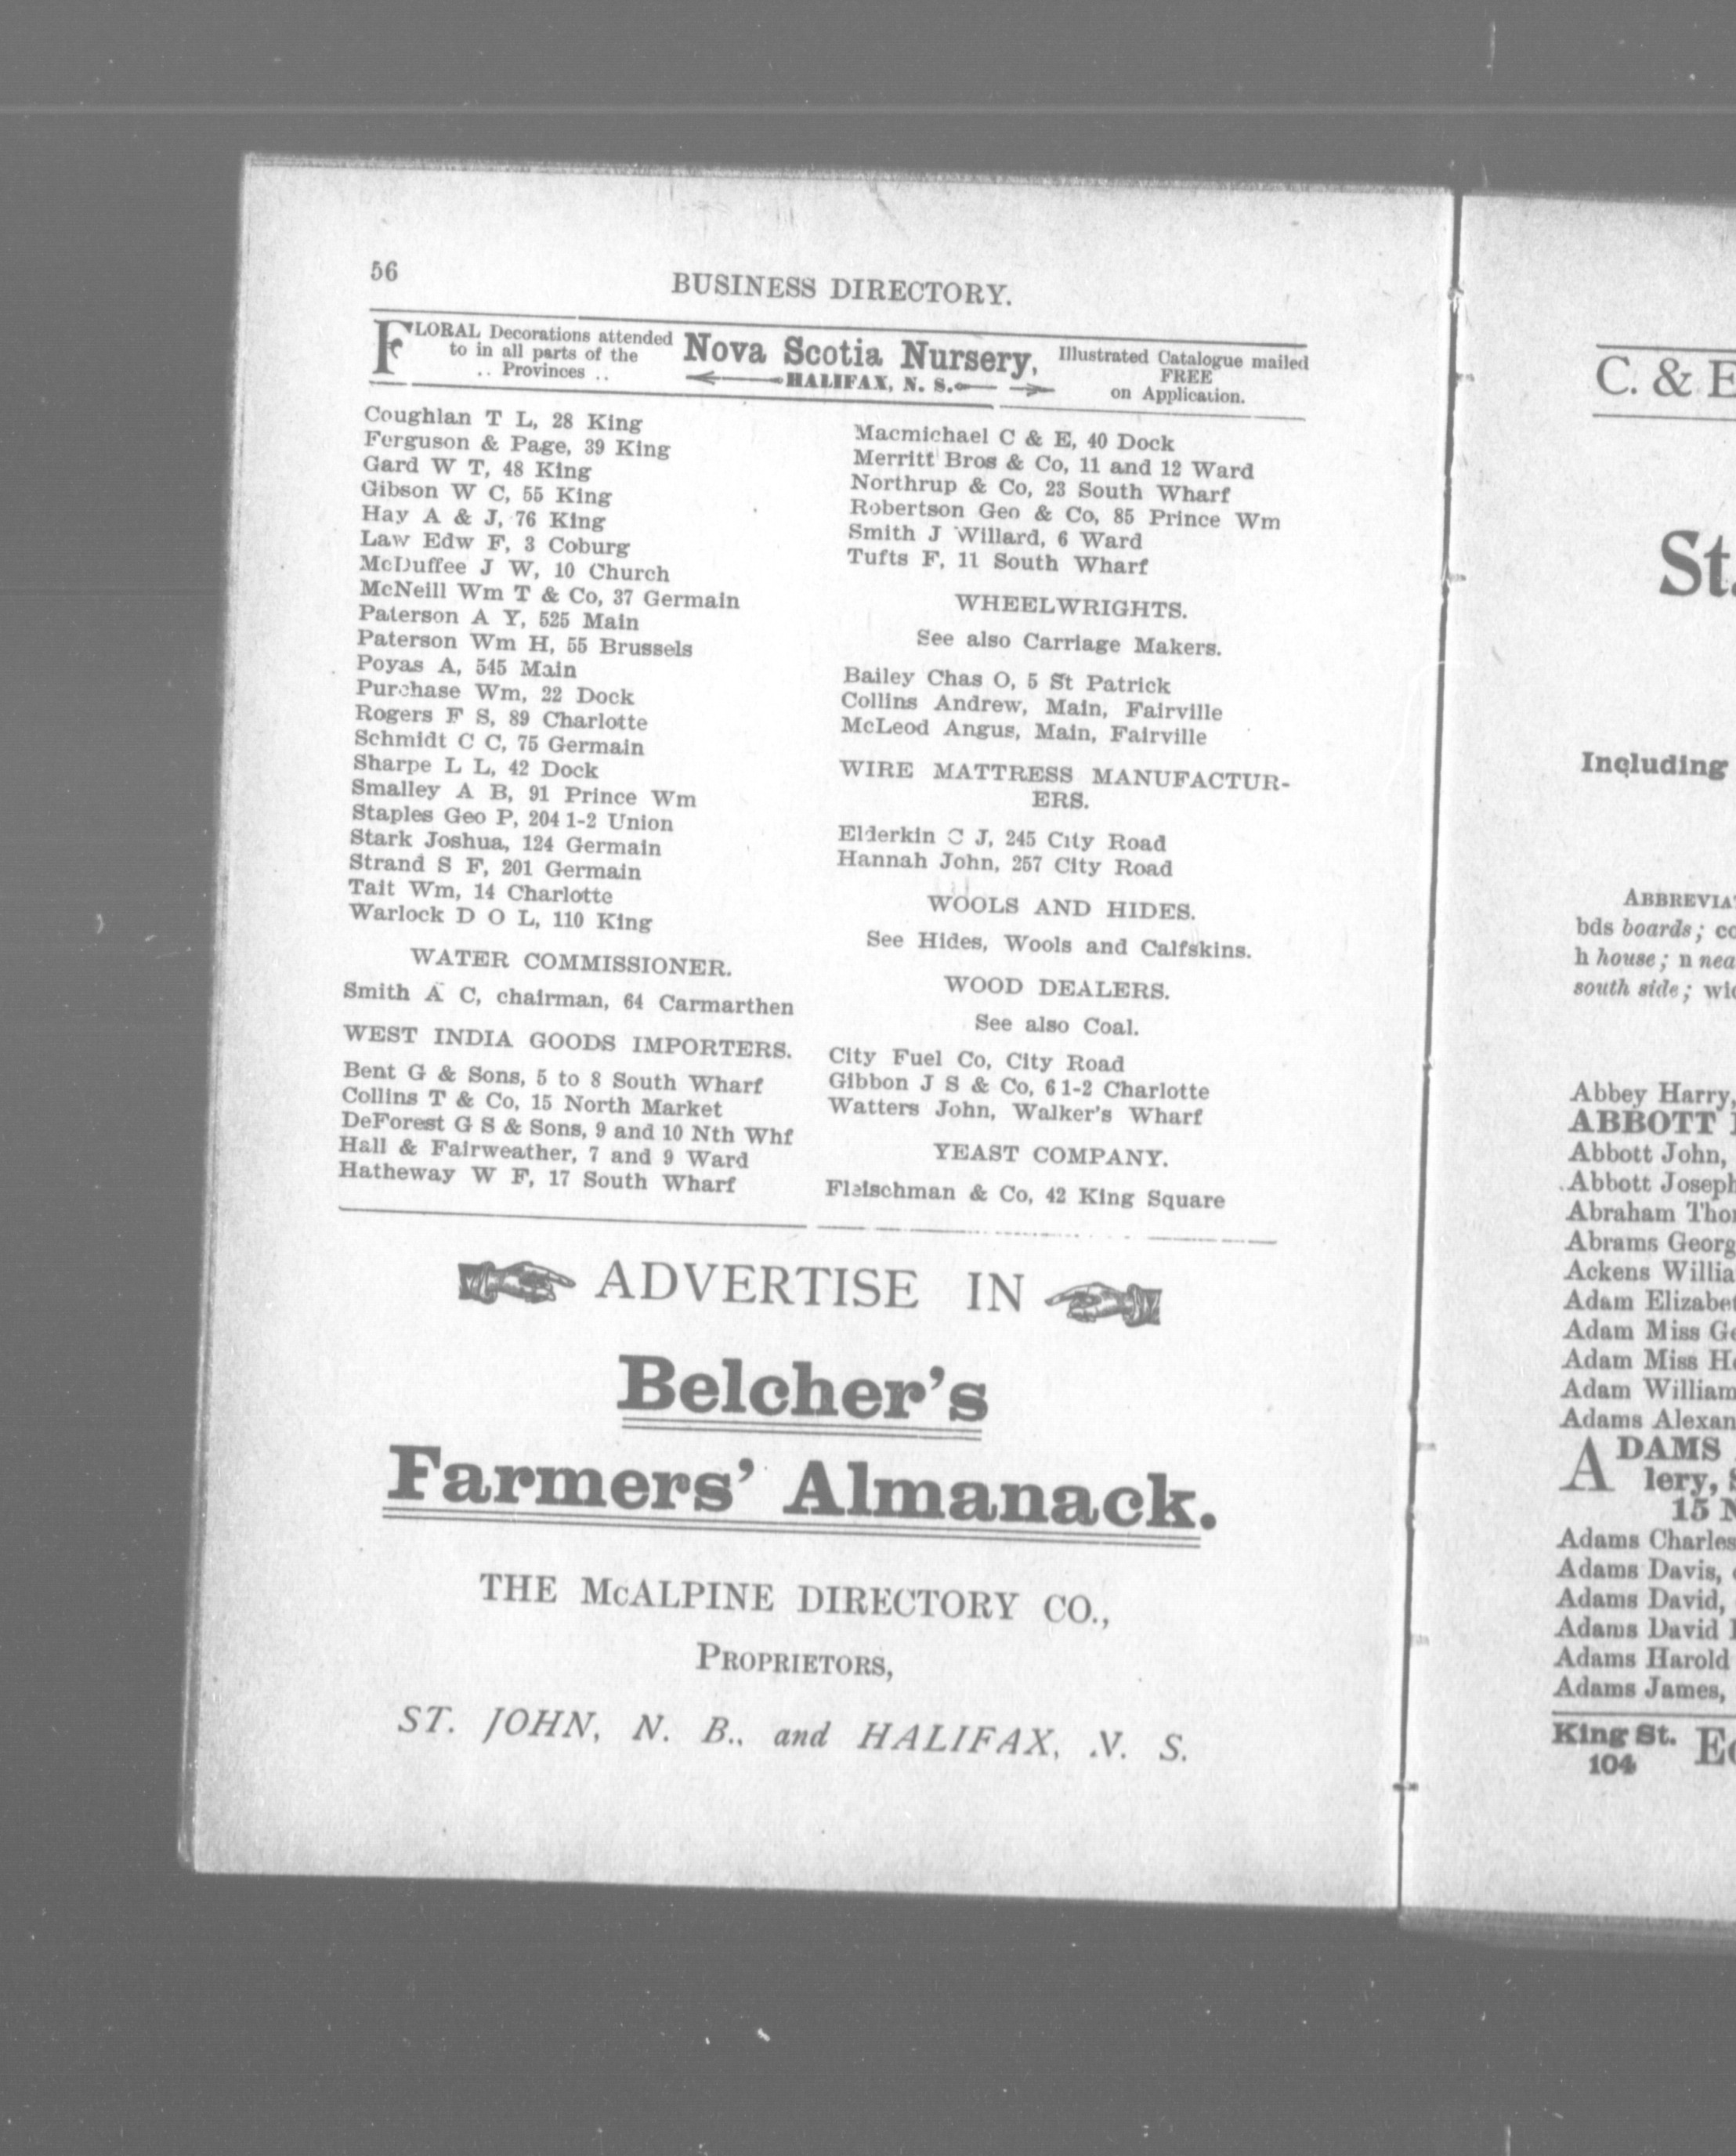 56
BUSINESS DIRECTORY.
FLORAL Decorations attended
to in all parts of the
.. Provinces ..
Nova Scotia Nursery,
HALIFAX, N. S.
Illustrated Catalogue mailed
FREE
on Application.
Coughlan T L, 28 King
Ferguson & Page, 39 King
Gard W T, 48 King
Gibson W C, 55 King
Hay A & J, 76 King
Law Edw F, 3 Coburg
McDuffee J W, 10 Church
McNeill Wm T & Co, 37 Germain
Paterson A Y, 525 Main
Paterson Wm H, 55 Brussels
Poyas A, 545 Main
Purchase Wm, 22 Dock
Rogers F S, 89 Charlotte
Schmidt C C, 75 Germain
Sharpe L L, 42 Dock
Smalley A B, 91 Prince Wm
Staples Geo P, 204 1-2 Union
Stark Joshua, 124 Germain
Strand S F, 201 Germain
Tait Wm, 14 Charlotte
Warlock D O L, 110 King
WATER COMMISSIONER.
Smith A C, chairman, 64 Carmarthen
WEST INDIA GOODS IMPORTERS.
Bent G & Sons, 5 to 8 South Wharf
Collins T & Co, 15 North Market
DeForest G S & Sons, 9 and 10 Nth Whf
Hall & Fairweather, 7 and 9 Ward
Hatheway W F, 17 South Wharf
Macmichael C & E, 40 Dock
Merritt Bros & Co, 11 and 12 Ward
Northrup & Co, 23 South Wharf
Robertson Geo & Co, 85 Prince Wm
Smith J Willard, 6 Ward
Tufts F, 11 South Wharf
WHEELWRIGHTS.
See also Carriage Makers.
Bailey Chas O, 5 St Patrick
Collins Andrew, Main, Fairville
McLeod Angus, Main, Fairville
WIRE MATTRESS MANUFACTUR-
ERS.
Elderkin C J, 245 City Road
Hannah John, 257 City Road
WOOLS AND HIDES.
See Hides, Wools and Calfskins.
WOOD DEALERS.
See also Coal.
City Fuel Co, City Road
Gibbon J S & Co, 6 1-2 Charlotte
Watters John, Walker's Wharf
YEAST COMPANY.
Fleischman & Co, 42 King Square
ADVERTISE IN
Belcher's
Farmers' Almanack.
THE McALPINE DIRECTORY CO.,
PROPRIETORS,
ST. JOHN, N. B., and HALIFAX, N. S.
C. & E
St.
Including
ABBREVIAT
bds boards; co
h house; n nea
south side; wid
Abbey Harry,
ABBOTT
Abbott John,
Abbott Joseph
Abraham Thom
Abrams Georg
Ackens Willia
Adam Elizabet
Adam Miss Ge
Adam Miss He
Adam William
Adams Alexan
ADAMS
lery, S
15 N
Adams Charles
Adams Davis,
Adams David,
Adams David
Adams Harold
Adams James,
King St.
104